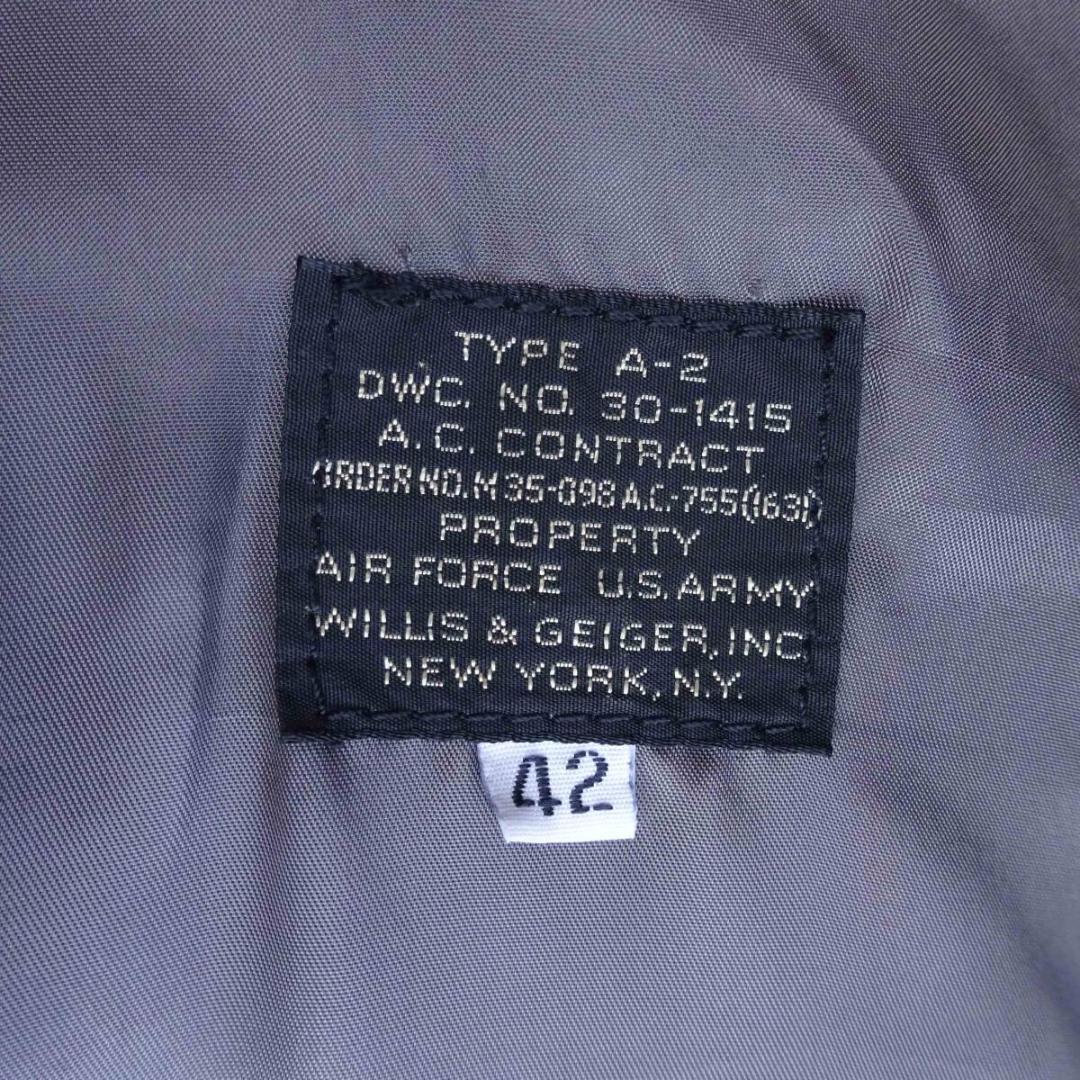 TYPE A-2
DWG. NO. 30-1415
A.C. CONTRACT
ORDER NO. M 35-098 A.C.-755(1631)
PROPERTY
AIR FORCE U.S. ARMY
WILLIS & GEIGER, INC
NEW YORK, N.Y.
42